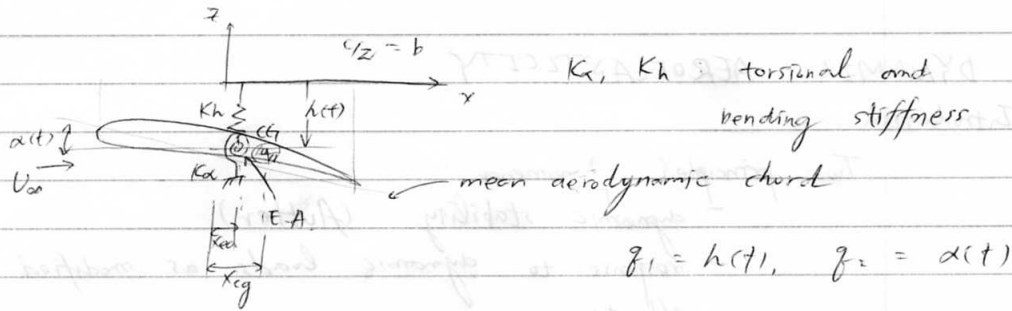 z
c/2 = b
x
Kα, Kh : torsional and
bending stiffness
Kh
h(t)
α(t)
CG
U∞
Kα
mean aerodynamic chord
E.A.
xea
xcg
q1 = h(t), q2 = α(t)